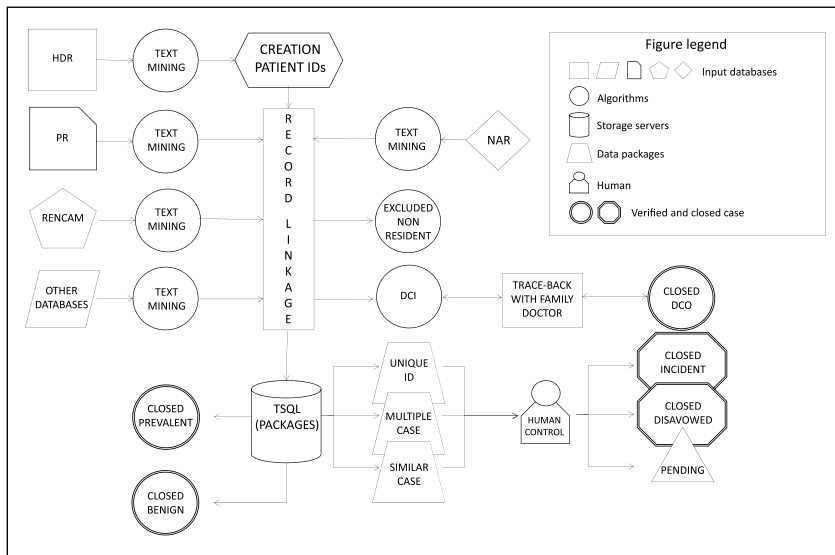 HDR
TEXT
MINING
CREATION
PATIENT IDs
PR
TEXT
MINING
RECORD LINKAGE
TEXT
MINING
NAR
RENCAM
TEXT
MINING
EXCLUDED
NON
RESIDENT
OTHER
DATABASES
TEXT
MINING
DCI
TRACE-BACK
WITH FAMILY
DOCTOR
CLOSED
DCO
CLOSED
PREVALENT
TSQL
(PACKAGES)
UNIQUE
ID
MULTIPLE
CASE
SIMILAR
CASE
HUMAN
CONTROL
CLOSED
INCIDENT
CLOSED
DISAVOWED
PENDING
CLOSED
BENIGN
Figure legend
Input databases
Algorithms
Storage servers
Data packages
Human
Verified and closed case